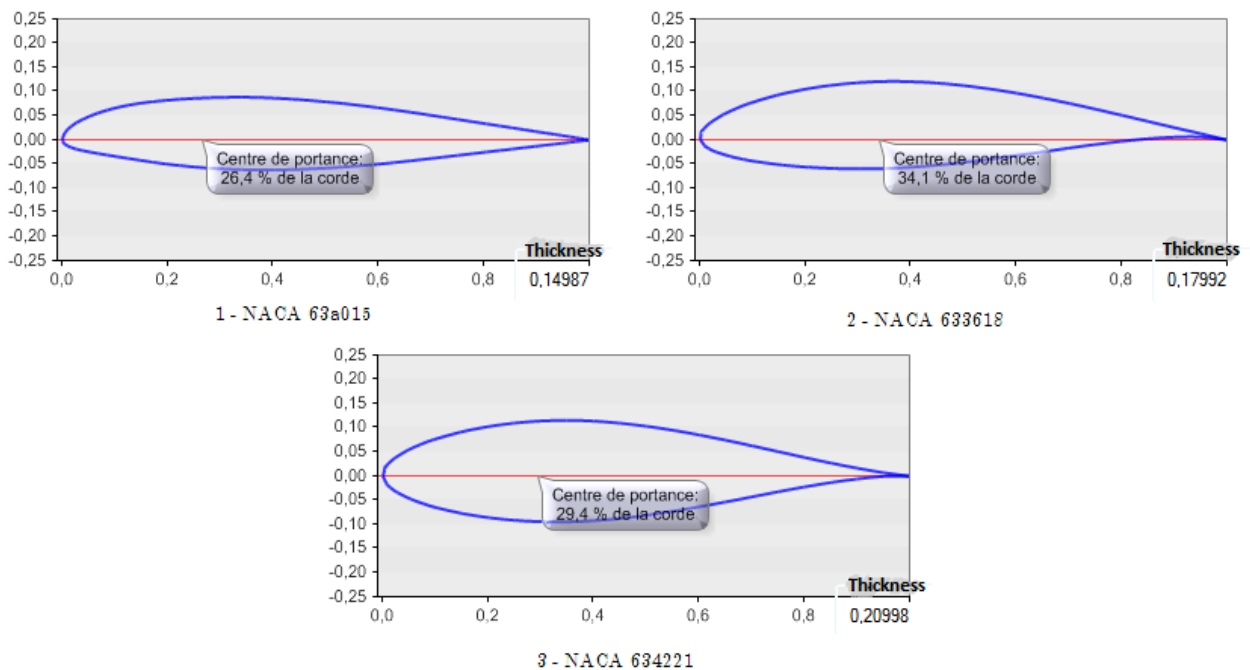 0,25
0,20
0,15
0,10
0,05
0,00
-0,05
-0,10
-0,15
-0,20
-0,25
Centre de portance:
26,4 % de la corde
Thickness
0,14987
0,0 0,2 0,4 0,6 0,8
1 - NACA 63a015
0,25
0,20
0,15
0,10
0,05
0,00
-0,05
-0,10
-0,15
-0,20
-0,25
Centre de portance:
34,1 % de la corde
Thickness
0,17992
0,0 0,2 0,4 0,6 0,8
2 - NACA 633618
0,25
0,20
0,15
0,10
0,05
0,00
-0,05
-0,10
-0,15
-0,20
-0,25
Centre de portance:
29,4 % de la corde
Thickness
0,20998
0,0 0,2 0,4 0,6 0,8
3 - NACA 634221